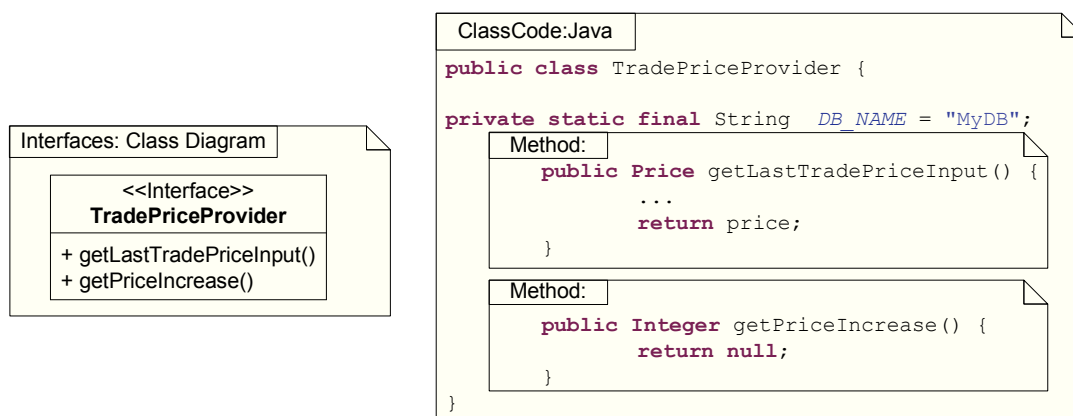 Interfaces: Class Diagram
<<Interface>>
TradePriceProvider
+ getLastTradePriceInput()
+ getPriceIncrease()
ClassCode:Java
public class TradePriceProvider {
private static final String DB_NAME = "MyDB";
Method:
public Price getLastTradePriceInput() {
...
return price;
}
Method:
public Integer getPriceIncrease() {
return null;
}
}